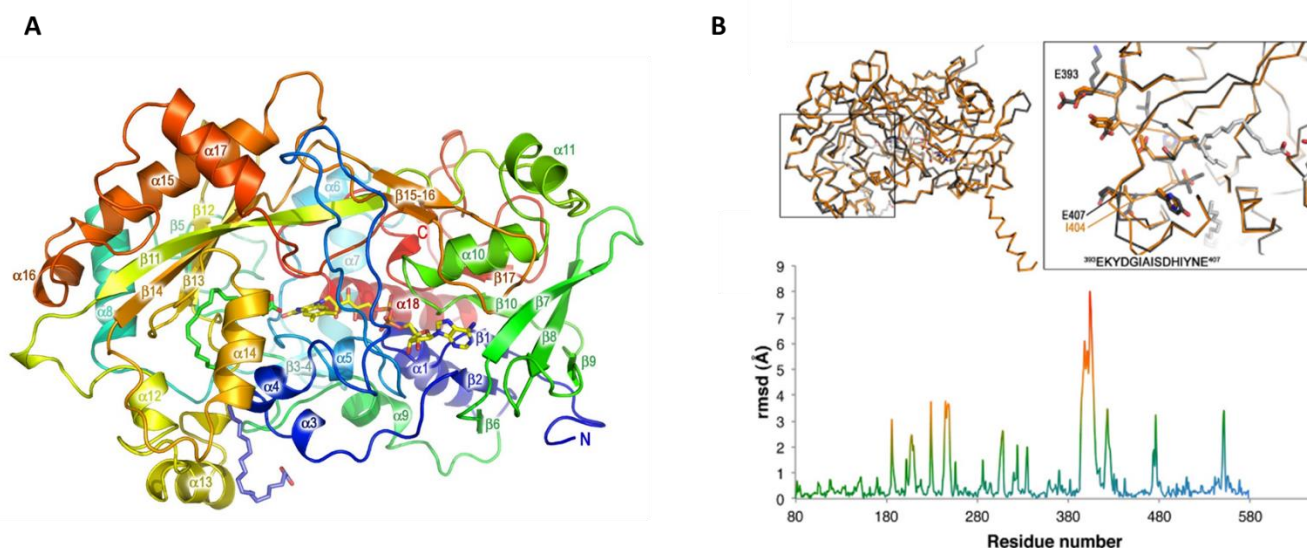 A
α17
α15
α16
β12
β5
β11
β14
β13
α8
α6
α7
C
β15-16
α11
α10
β17
β10
β7
β8
β9
α18
β1
α1
β2
α14
α5
β3-4
α4
α3
α9
β6
N
α12
α13
B
E393
E407
I404
³⁹³EKYDGIAISDHIYNE⁴⁰⁷
rmsd (Å)
9
8
7
6
5
4
3
2
1
0
80 180 280 380 480 580
Residue number